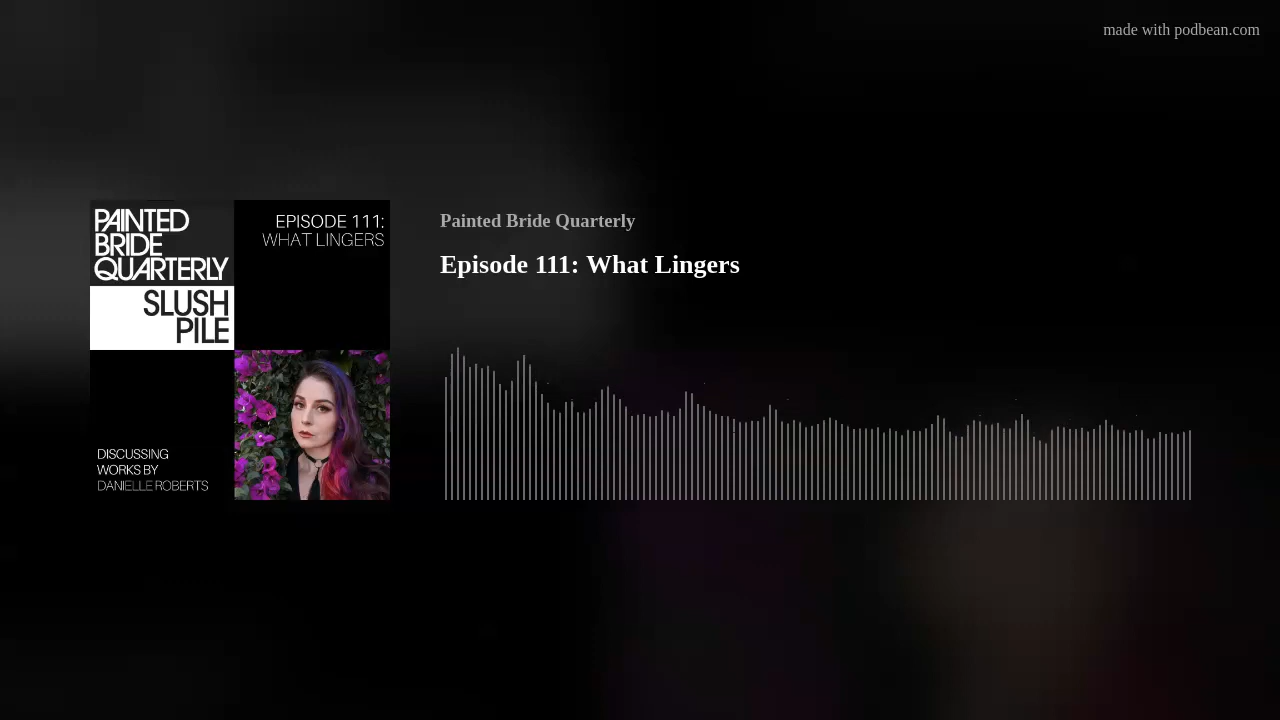 made with podbean.com
PAINTED
BRIDE
QUARTERLY
SLUSH
PILE
EPISODE 111:
WHAT LINGERS
DISCUSSING
WORKS BY
DANIELLE ROBERTS
Painted Bride Quarterly
Episode 111: What Lingers